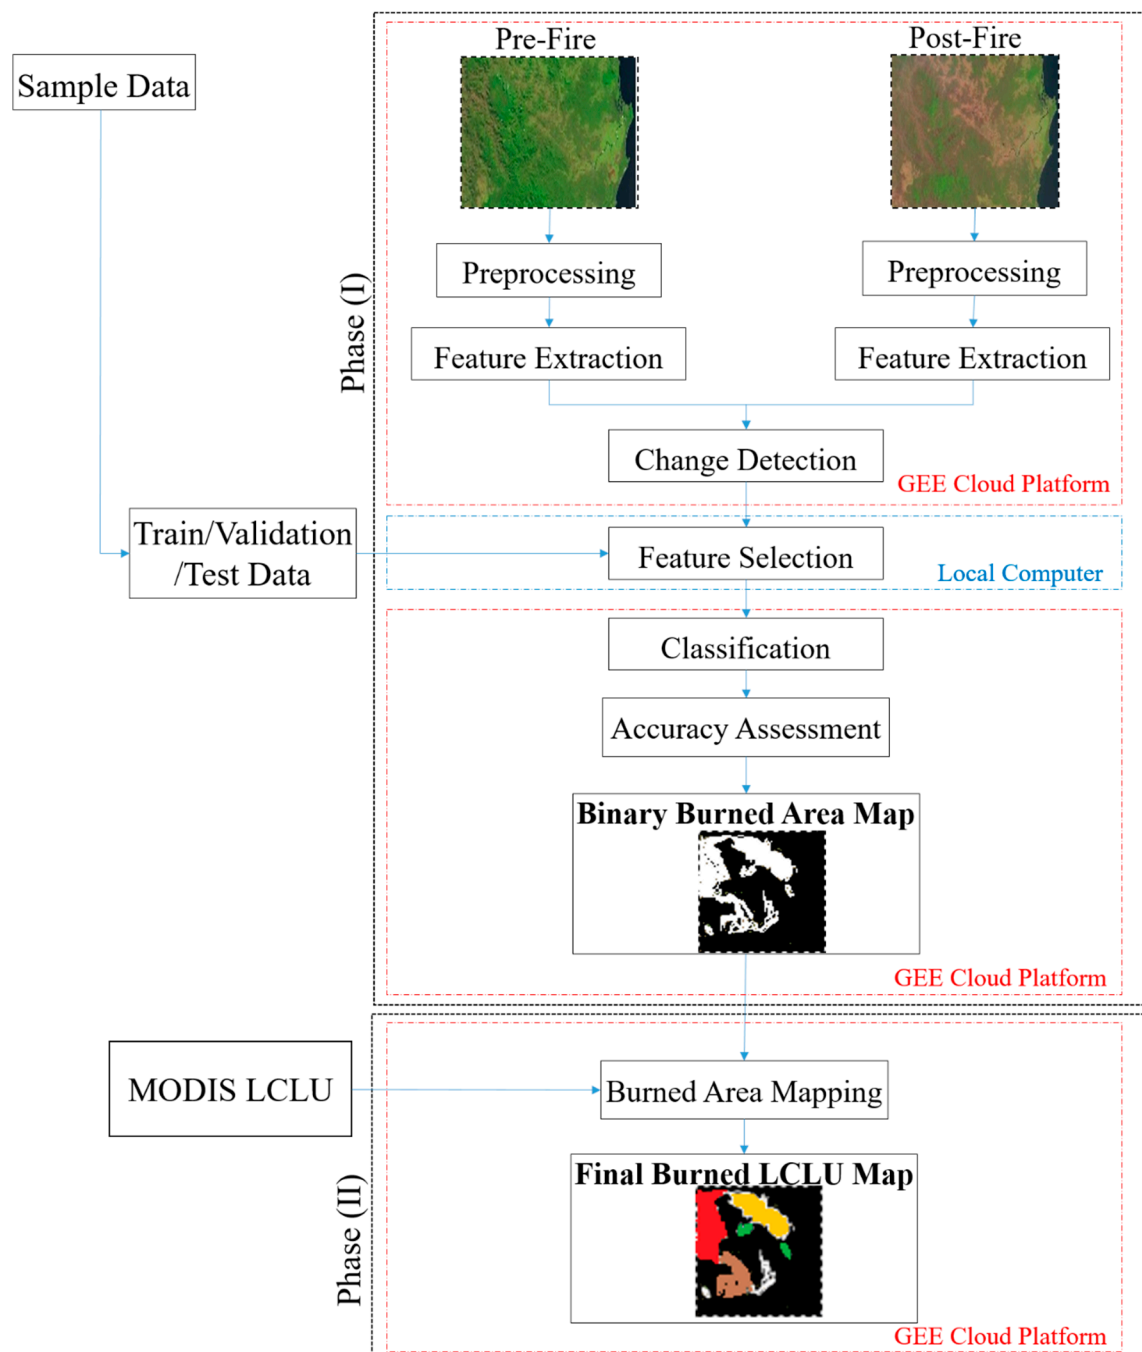 Pre-Fire
Post-Fire
Sample Data
Preprocessing
Preprocessing
Phase (I)
Feature Extraction
Feature Extraction
Change Detection
GEE Cloud Platform
Train/Validation
/Test Data
Feature Selection
Local Computer
Classification
Accuracy Assessment
Binary Burned Area Map
GEE Cloud Platform
MODIS LCLU
Burned Area Mapping
Phase (II)
Final Burned LCLU Map
GEE Cloud Platform